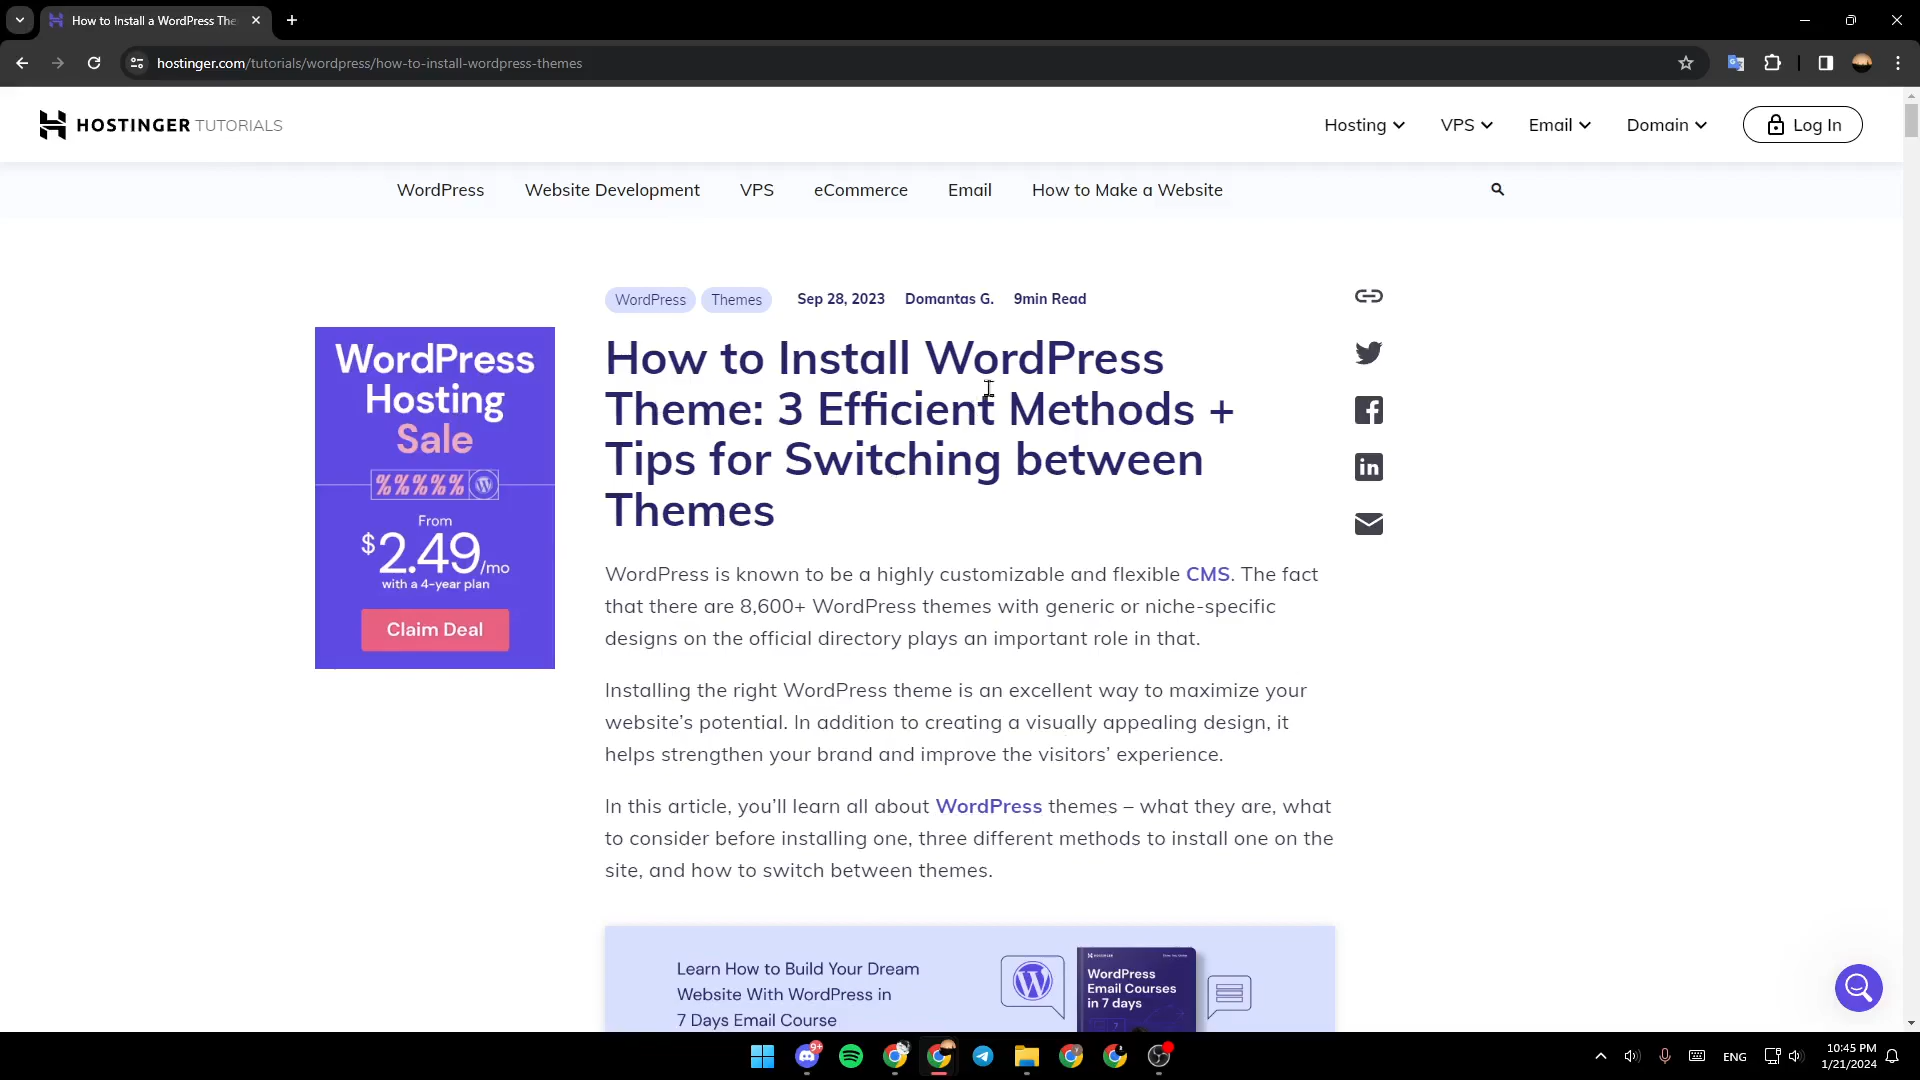 How to Install a WordPress The
hostinger.com/tutorials/wordpress/how-to-install-wordpress-themes
HOSTINGER TUTORIALS
Hosting
VPS
Email
Domain
Log In
WordPress
Website Development
VPS
eCommerce
Email
How to Make a Website
WordPress
Themes
Sep 28, 2023
Domantas G.
9min Read
How to Install WordPress
Theme: 3 Efficient Methods +
Tips for Switching between
Themes
WordPress
Hosting
Sale
%%%%%
From
$2.49/mo
with a 4-year plan
Claim Deal
WordPress is known to be a highly customizable and flexible CMS. The fact
that there are 8,600+ WordPress themes with generic or niche-specific
designs on the official directory plays an important role in that.
Installing the right WordPress theme is an excellent way to maximize your
website’s potential. In addition to creating a visually appealing design, it
helps strengthen your brand and improve the visitors’ experience.
In this article, you’ll learn all about WordPress themes – what they are, what
to consider before installing one, three different methods to install one on the
site, and how to switch between themes.
Learn How to Build Your Dream
Website With WordPress in
7 Days Email Course
HOSTINGER
WordPress
Email Courses
in 7 days
9+
ENG
10:45 PM
1/21/2024